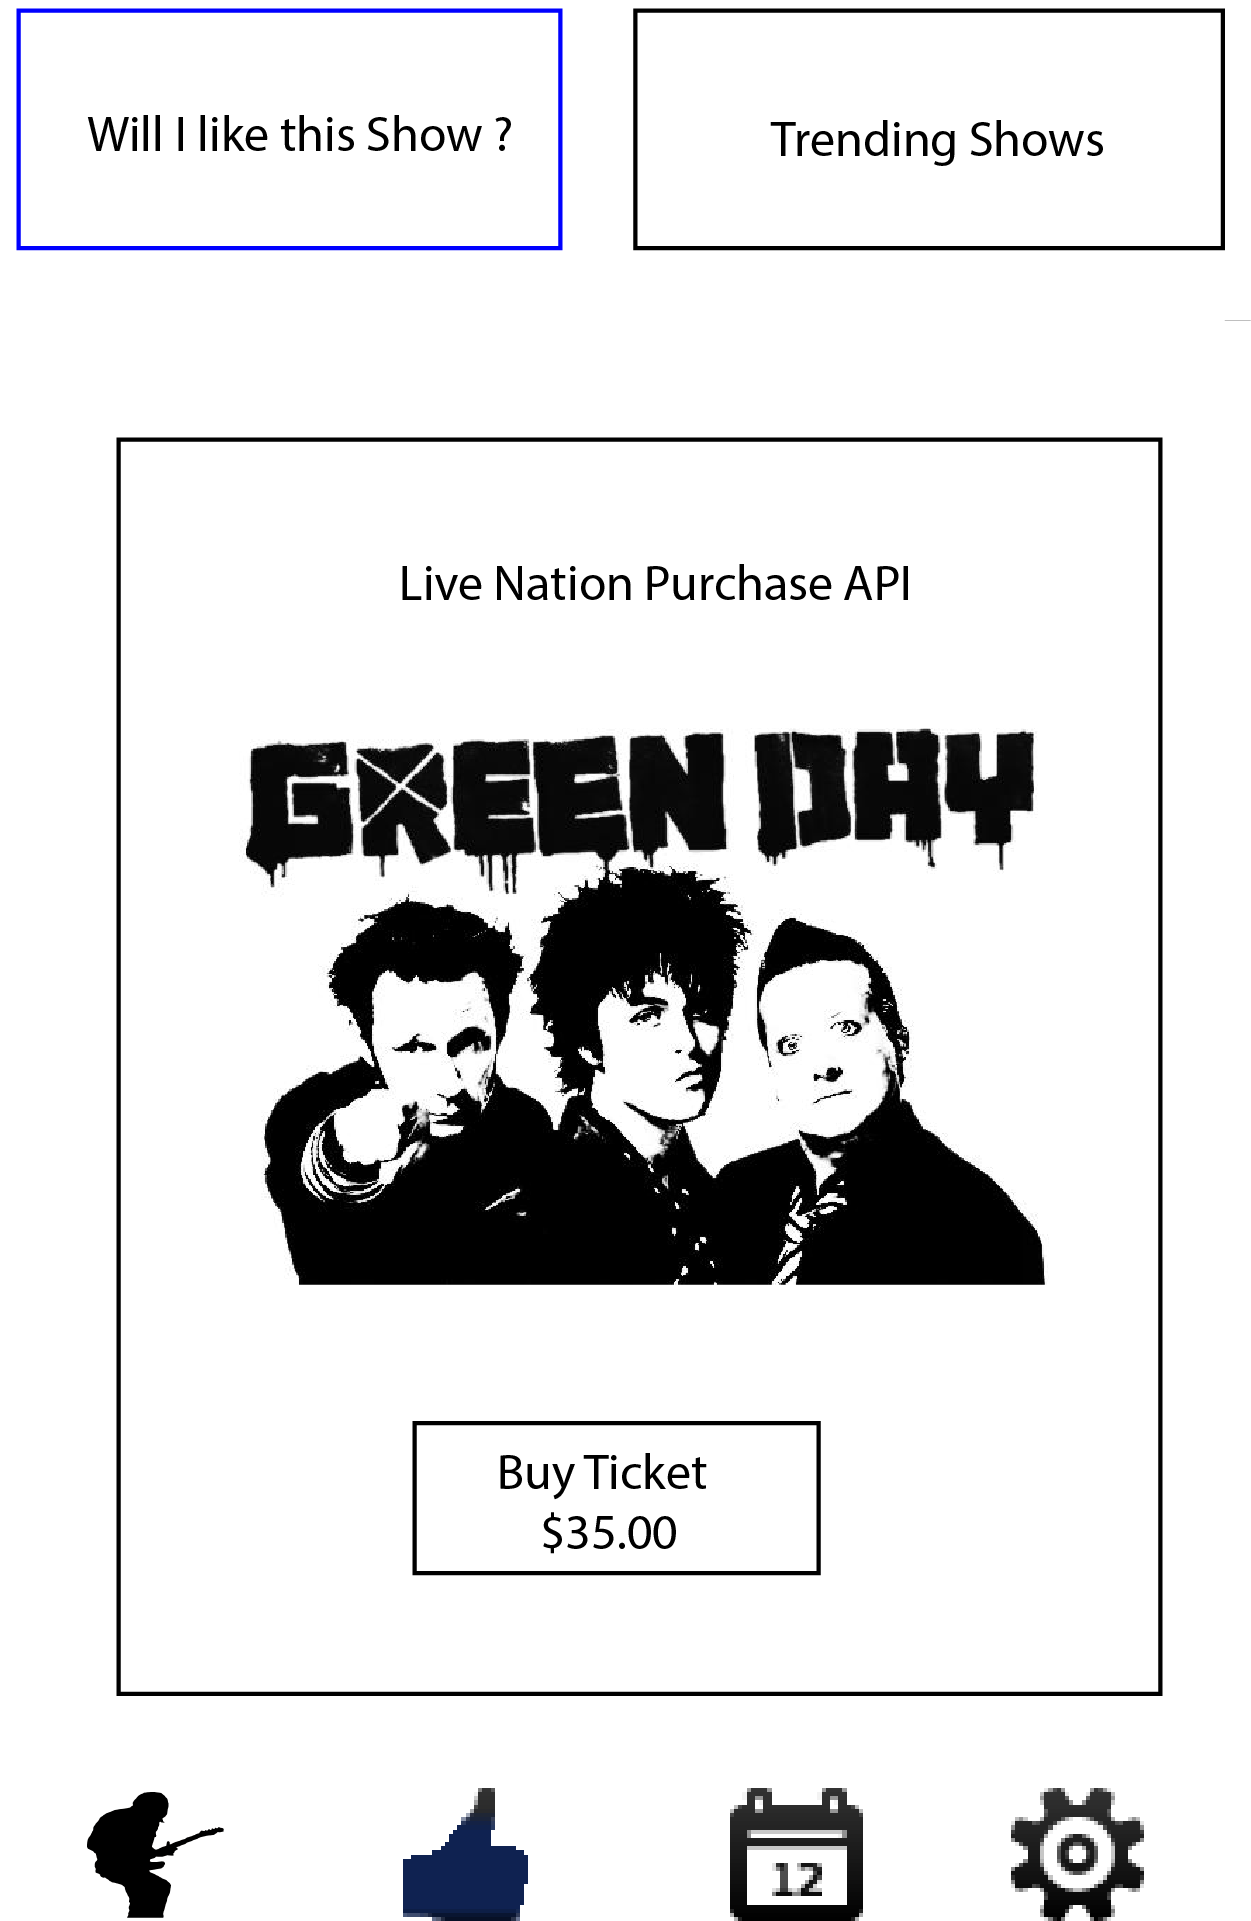 Will I like this Show ?
Trending Shows
Live Nation Purchase API
GREEN DAY
Buy Ticket
$35.00
12